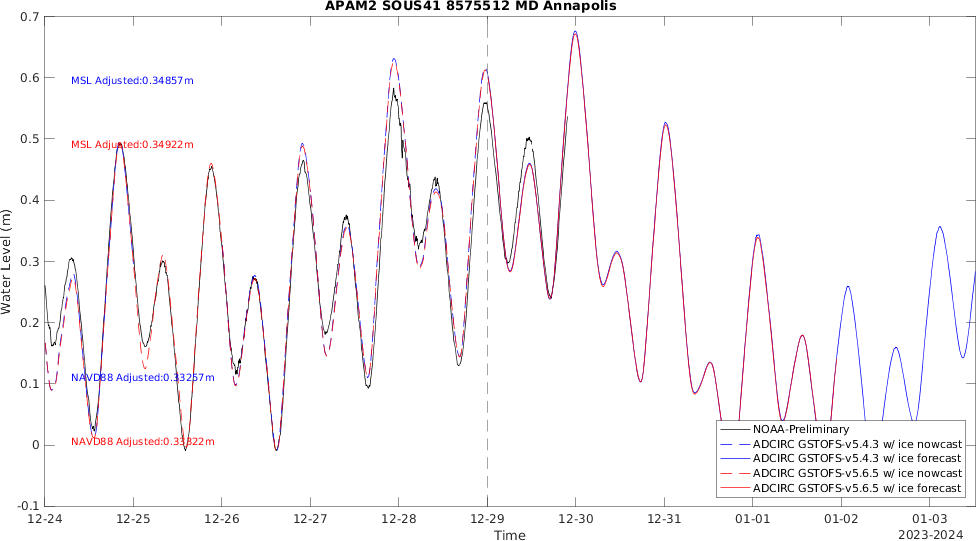 APAM2 SOUS41 8575512 MD Annapolis
0.7
0.6
0.5
0.4
0.3
0.2
0.1
0
-0.1
Water Level (m)
MSL Adjusted:0.34857m
MSL Adjusted:0.34922m
NAVD88 Adjusted:0.33257m
NAVD88 Adjusted:0.33322m
NOAA-Preliminary
ADCIRC GSTOFS-v5.4.3 w/ ice nowcast
ADCIRC GSTOFS-v5.4.3 w/ ice forecast
ADCIRC GSTOFS-v5.6.5 w/ ice nowcast
ADCIRC GSTOFS-v5.6.5 w/ ice forecast
12-24 12-25 12-26 12-27 12-28 12-29 12-30 12-31 01-01 01-02 01-03
Time
2023-2024